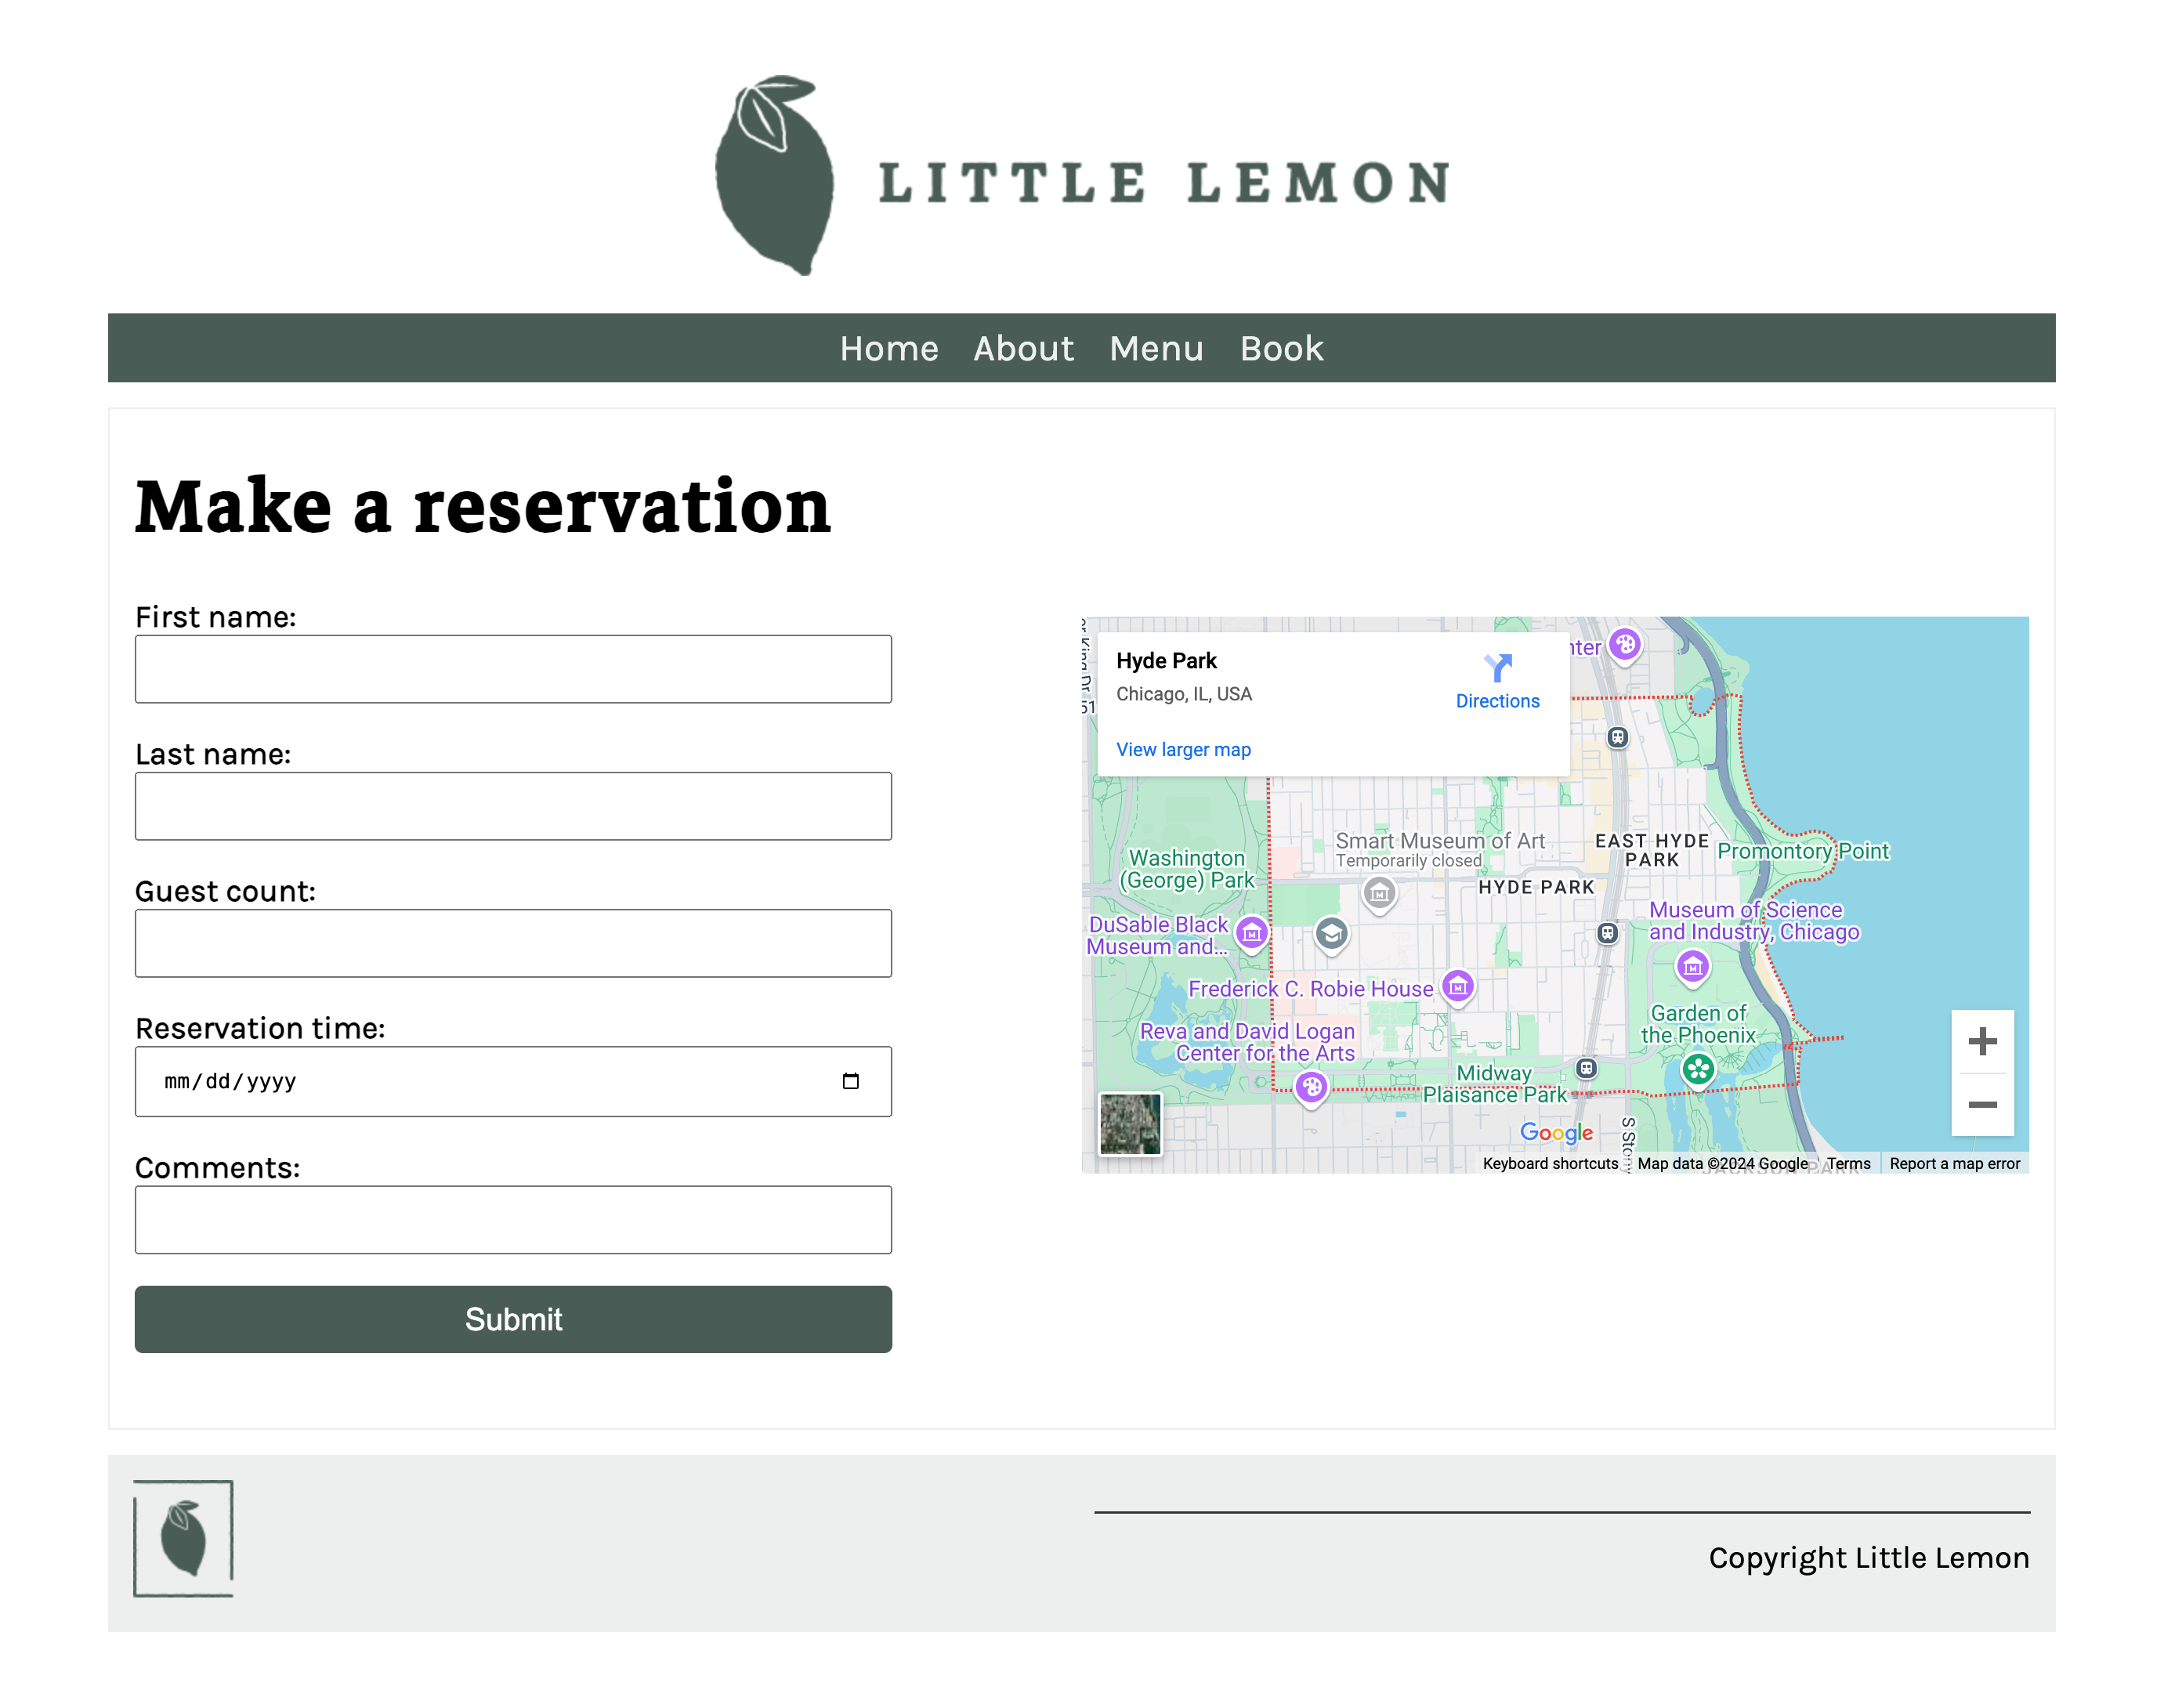 LITTLE LEMON
Home About Menu Book
Make a reservation
First name:
Last name:
Guest count:
Reservation time:
mm/dd/yyyy
Comments:
Submit
Hyde Park
Chicago, IL, USA
Directions
View larger map
51
Smart Museum of Art
Temporarily closed
EAST HYDE
PARK
Promontory Point
Washington
(George) Park
HYDE PARK
DuSable Black
Museum and...
Museum of Science
and Industry, Chicago
Frederick C. Robie House
Reva and David Logan
Center for the Arts
Garden of
the Phoenix
Midway
Plaisance Park
Google
Keyboard shortcuts Map data ©2024 Google Terms Report a map error
Copyright Little Lemon